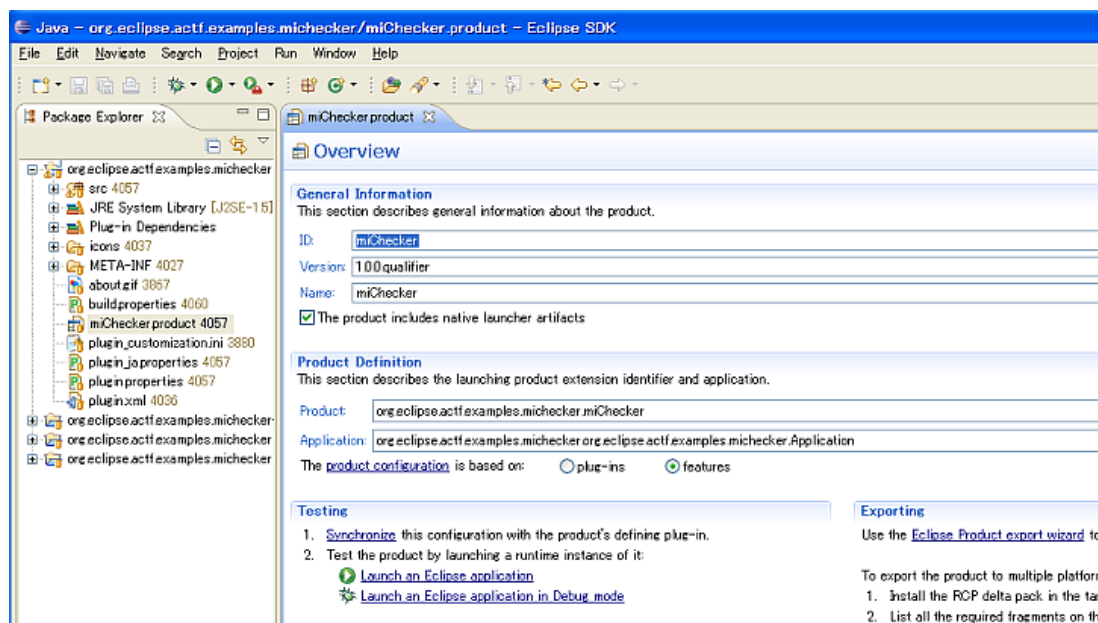 Java - org.eclipse.actf.examples.michecker/miChecker.product - Eclipse SDK
File Edit Navigate Search Project Run Window Help
Package Explorer
miChecker.product
Overview
org.eclipse.actf.examples.michecker
src 4057
JRE System Library [J2SE-1.5]
Plug-in Dependencies
icons 4037
META-INF 4027
about.gif 3857
build.properties 4060
miChecker.product 4057
plugin_customization.ini 3880
plugin_ja.properties 4057
plugin.properties 4057
plugin.xml 4036
org.eclipse.actf.examples.michecker-
org.eclipse.actf.examples.michecker
org.eclipse.actf.examples.michecker
General Information
This section describes general information about the product.
ID: miChecker
Version: 1.0.0.qualifier
Name: miChecker
The product includes native launcher artifacts
Product Definition
This section describes the launching product extension identifier and application.
Product: org.eclipse.actf.examples.michecker.miChecker
Application: org.eclipse.actf.examples.michecker.org.eclipse.actf.examples.michecker.Application
The product configuration is based on: plug-ins features
Testing
1. Synchronize this configuration with the product's defining plug-in.
2. Test the product by launching a runtime instance of it:
Launch an Eclipse application
Launch an Eclipse application in Debug mode
Exporting
Use the Eclipse Product export wizard to
To export the product to multiple platfor
1. Install the RCP delta pack in the ta
2. List all the required fragments on th